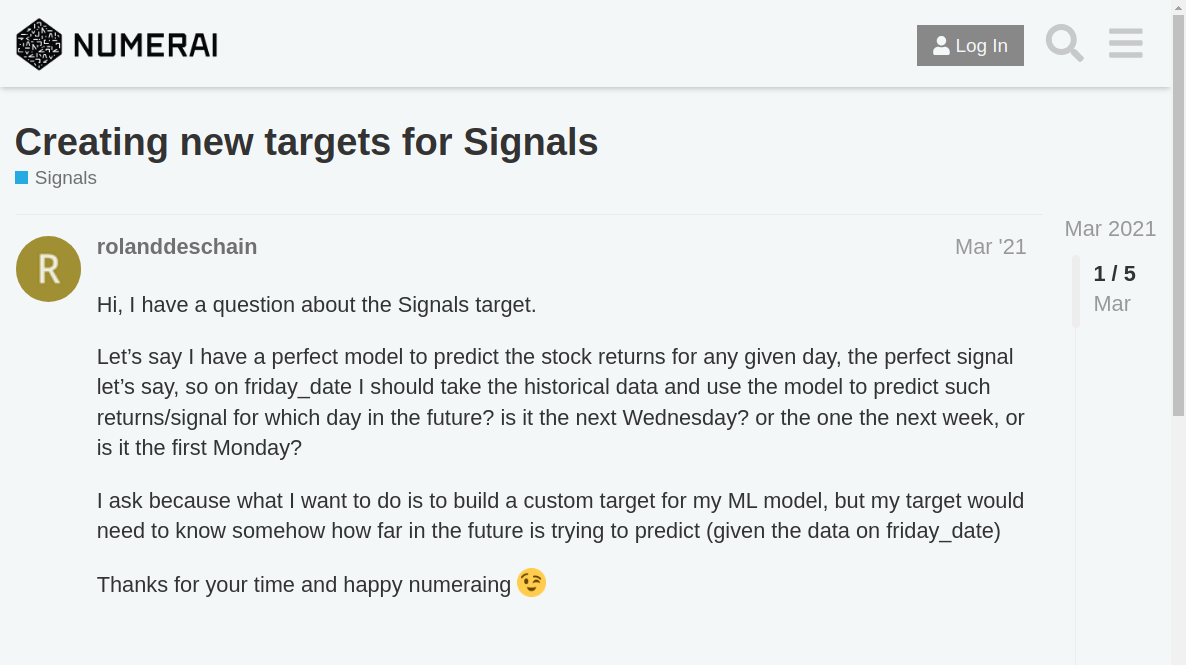 NUMERAI
Log In
Creating new targets for Signals
Signals
Mar 2021
R
rolanddeschain
Mar '21
1 / 5
Mar
Hi, I have a question about the Signals target.
Let’s say I have a perfect model to predict the stock returns for any given day, the perfect signal
let’s say, so on friday_date I should take the historical data and use the model to predict such
returns/signal for which day in the future? is it the next Wednesday? or the one the next week, or
is it the first Monday?
I ask because what I want to do is to build a custom target for my ML model, but my target would
need to know somehow how far in the future is trying to predict (given the data on friday_date)
Thanks for your time and happy numeraing